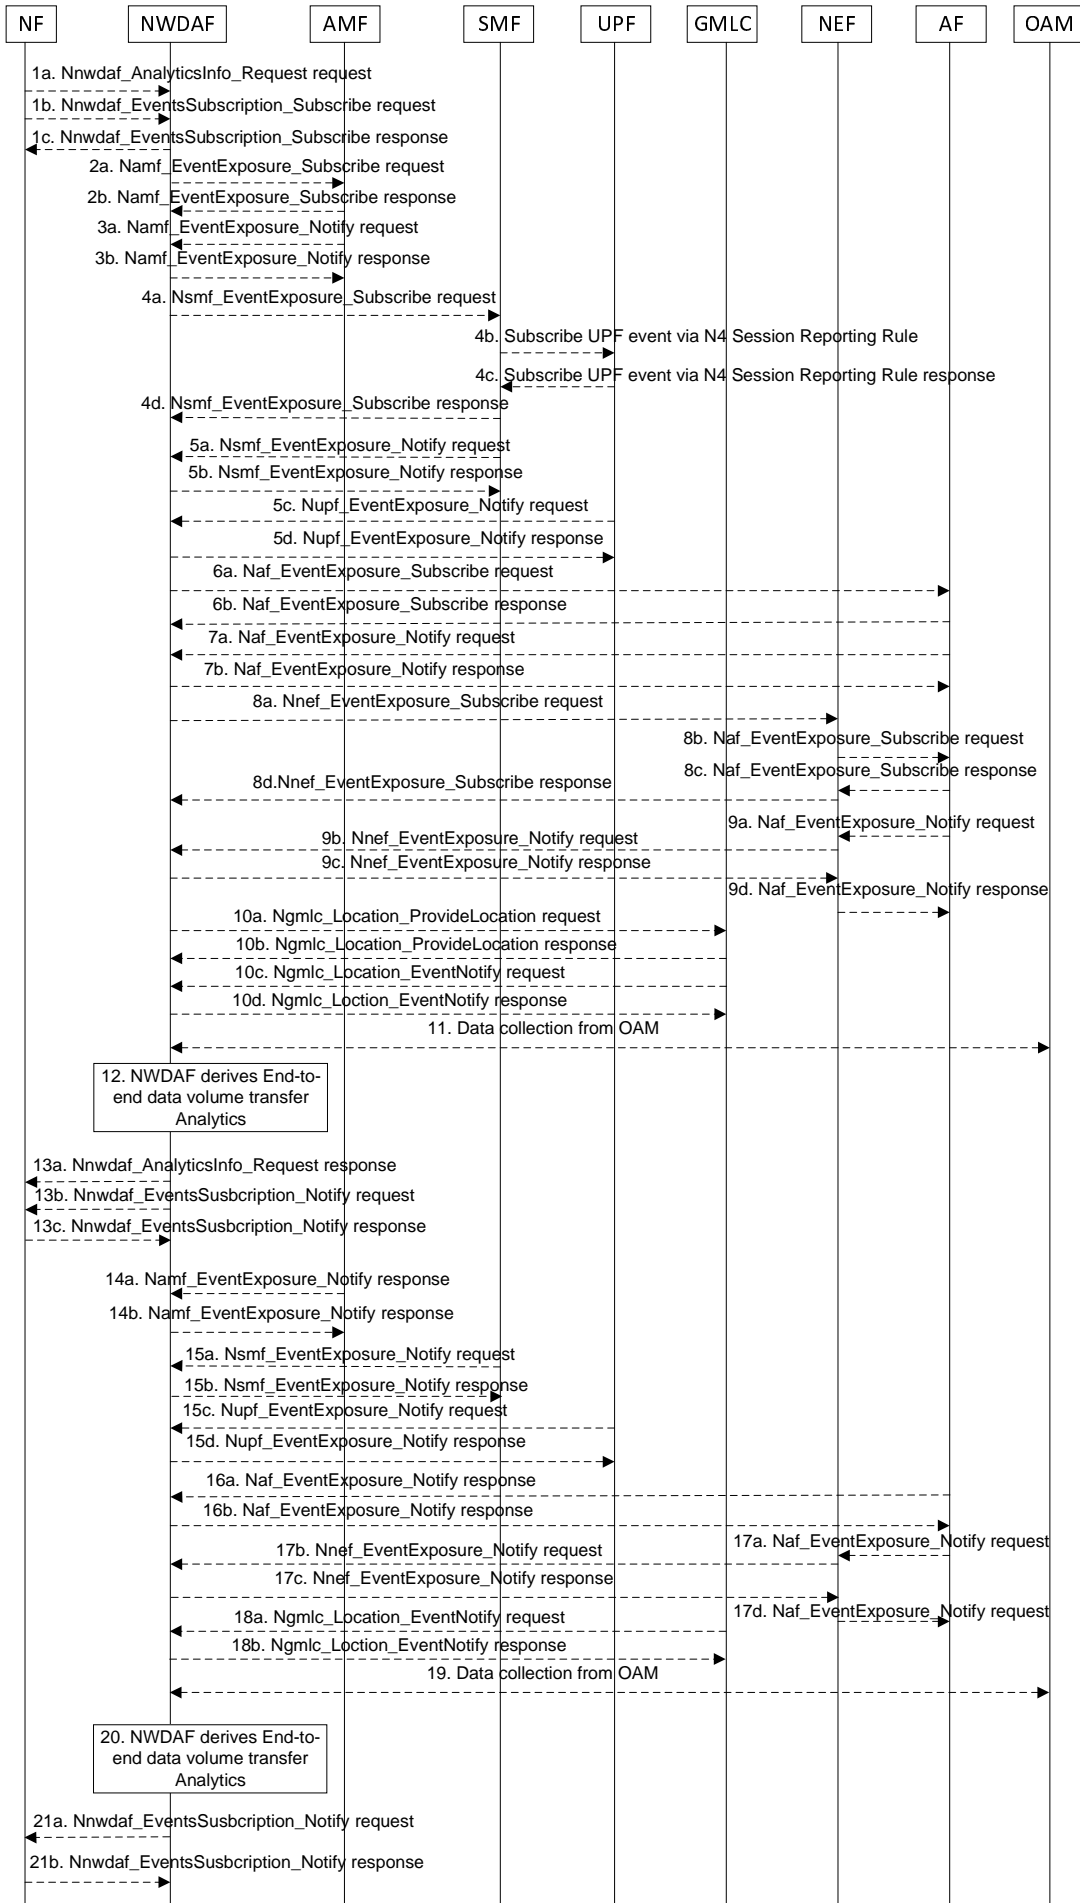 NF NWDAF AMF SMF UPF GMLC NEF AF OAM
1a. Nnwdaf_AnalyticsInfo_Request request
1b. Nnwdaf_EventsSubscription_Subscribe request
1c. Nnwdaf_EventsSubscription_Subscribe response
2a. Namf_EventExposure_Subscribe request
2b. Namf_EventExposure_Subscribe response
3a. Namf_EventExposure_Notify request
3b. Namf_EventExposure_Notify response
4a. Nsmf_EventExposure_Subscribe request
4b. Subscribe UPF event via N4 Session Reporting Rule
4c. Subscribe UPF event via N4 Session Reporting Rule response
4d. Nsmf_EventExposure_Subscribe response
5a. Nsmf_EventExposure_Notify request
5b. Nsmf_EventExposure_Notify response
5c. Nupf_EventExposure_Notify request
5d. Nupf_EventExposure_Notify response
6a. Naf_EventExposure_Subscribe request
6b. Naf_EventExposure_Subscribe response
7a. Naf_EventExposure_Notify request
7b. Naf_EventExposure_Notify response
8a. Nnef_EventExposure_Subscribe request
8b. Naf_EventExposure_Subscribe request
8c. Naf_EventExposure_Subscribe response
8d.Nnef_EventExposure_Subscribe response
9a. Naf_EventExposure_Notify request
9b. Nnef_EventExposure_Notify request
9c. Nnef_EventExposure_Notify response
9d. Naf_EventExposure_Notify response
10a. Ngmlc_Location_ProvideLocation request
10b. Ngmlc_Location_ProvideLocation response
10c. Ngmlc_Location_EventNotify request
10d. Ngmlc_Loction_EventNotify response
11. Data collection from OAM
12. NWDAF derives End-to-
end data volume transfer
Analytics
13a. Nnwdaf_AnalyticsInfo_Request response
13b. Nnwdaf_EventsSusbcription_Notify request
13c. Nnwdaf_EventsSusbcription_Notify response
14a. Namf_EventExposure_Notify response
14b. Namf_EventExposure_Notify response
15a. Nsmf_EventExposure_Notify request
15b. Nsmf_EventExposure_Notify response
15c. Nupf_EventExposure_Notify request
15d. Nupf_EventExposure_Notify response
16a. Naf_EventExposure_Notify response
16b. Naf_EventExposure_Notify response
17a. Naf_EventExposure_Notify request
17b. Nnef_EventExposure_Notify request
17c. Nnef_EventExposure_Notify response
17d. Naf_EventExposure_Notify request
18a. Ngmlc_Location_EventNotify request
18b. Ngmlc_Loction_EventNotify response
19. Data collection from OAM
20. NWDAF derives End-to-
end data volume transfer
Analytics
21a. Nnwdaf_EventsSusbcription_Notify request
21b. Nnwdaf_EventsSusbcription_Notify response